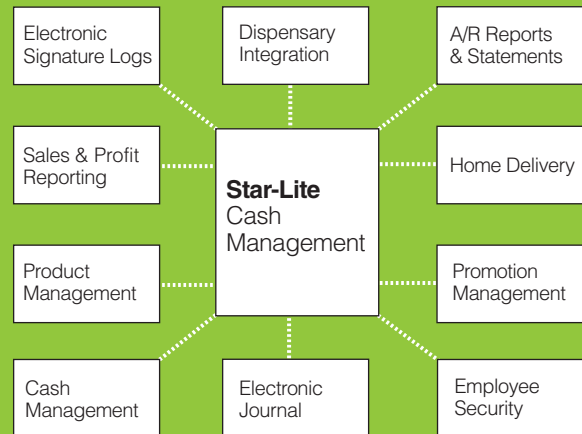 Electronic
Signature Logs
Dispensary
Integration
A/R Reports
& Statements
Sales & Profit
Reporting
Star-Lite
Cash
Management
Home Delivery
Product
Management
Promotion
Management
Cash
Management
Electronic
Journal
Employee
Security